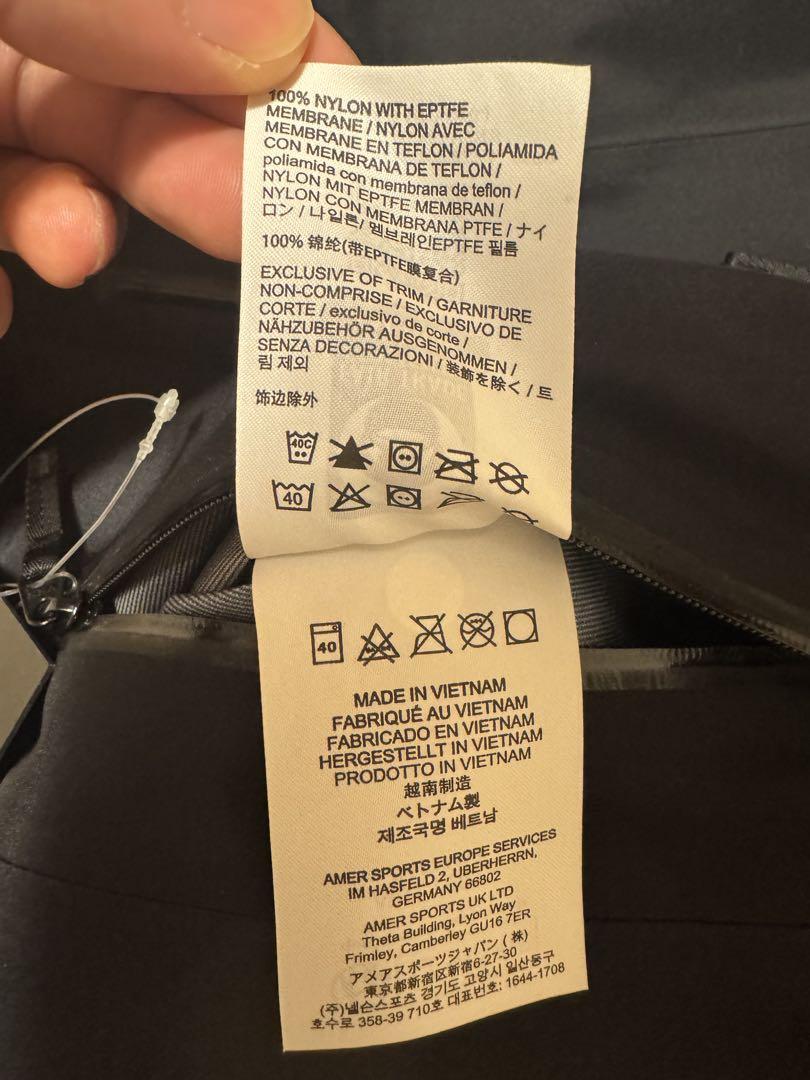 100% NYLON WITH EPTFE
MEMBRANE / NYLON AVEC
MEMBRANE EN TEFLON / POLIAMIDA
CON MEMBRANA DE TEFLON /
poliamida con membrana de teflon /
NYLON MIT EPTFE MEMBRAN /
NYLON CON MEMBRANA PTFE / ナイ
ロン / 나일론/ 멤브레인EPTFE 필름
100% 锦纶(带EPTFE膜复合)
EXCLUSIVE OF TRIM / GARNITURE
NON-COMPRISE / EXCLUSIVO DE
CORTE / exclusivo de corte /
NÄHZUBEHÖR AUSGENOMMEN /
SENZA DECORAZIONI / 装飾を除く / 트
림 제외
饰边除外
40C
40
40
MADE IN VIETNAM
FABRIQUÉ AU VIETNAM
FABRICADO EN VIETNAM
HERGESTELLT IN VIETNAM
PRODOTTO IN VIETNAM
越南制造
ベトナム製
제조국명 베트남
AMER SPORTS EUROPE SERVICES
IM HASFELD 2, UBERHERRN,
GERMANY 66802
AMER SPORTS UK LTD
Theta Building, Lyon Way
Frimley, Camberley GU16 7ER
アメアスポーツジャパン ( 株)
東京都新宿区新宿6-27-30
(주)넬슨스포츠 경기도 고양시 일산동구
호수로 358-39 710호 대표번호: 1644-1708